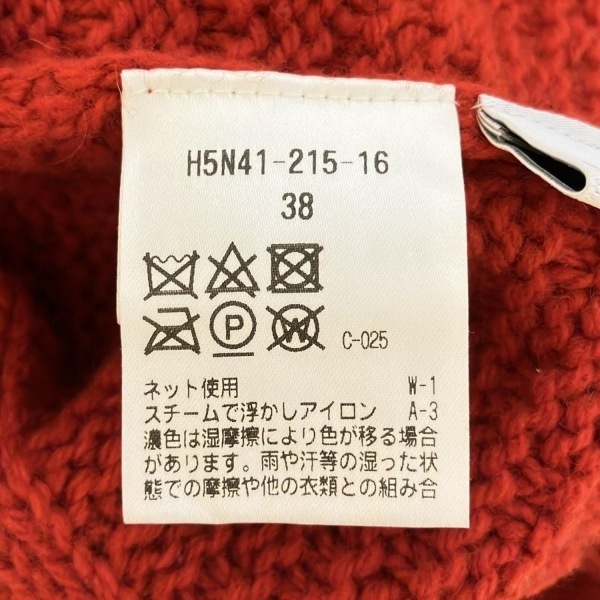 H5N41-215-16
38
P W C-025
ネット使用 W-1
スチームで浮かしアイロン A-3
濃色は湿摩擦により色が移る場合
があります。雨や汗等の湿った状
態での摩擦や他の衣類との組み合